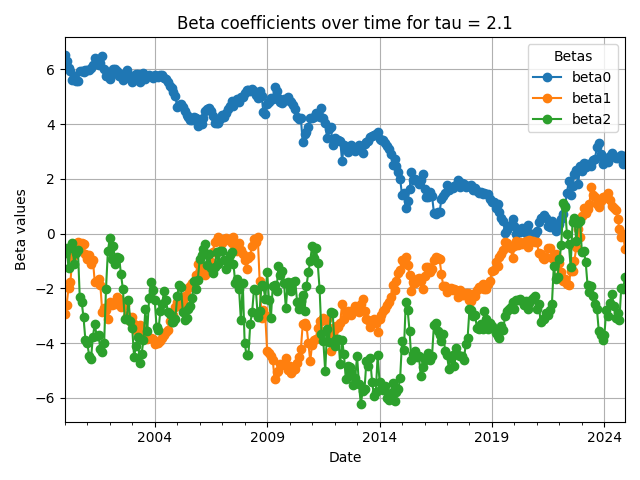 Beta coefficients over time for tau = 2.1
Betas
beta0
beta1
beta2
Beta values
6
4
2
0
−2
−4
−6
2004
2009
2014
2019
2024
Date